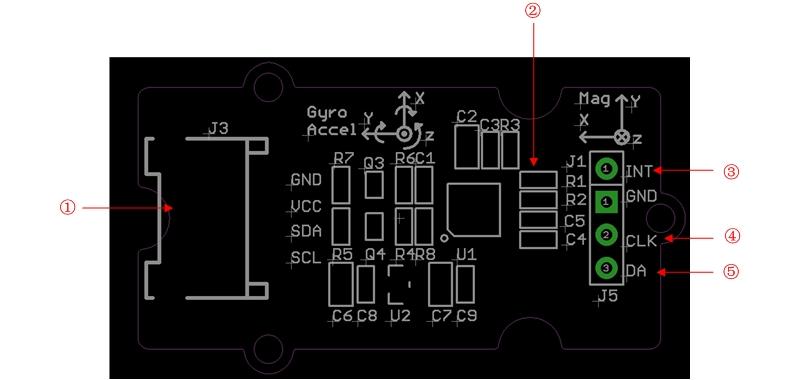 ②
Gyro
Accel
X
Y
z
Mag
Y
X
z
J3
C2
C3
R3
R7
Q3
R6
C1
J1
INT
③
R1
GND
VCC
SDA
SCL
R2
GND
①
C5
C4
CLK
④
R5
Q4
R4
R8
U1
DA
⑤
J5
C6
C8
U2
C7
C9
1
1
2
3